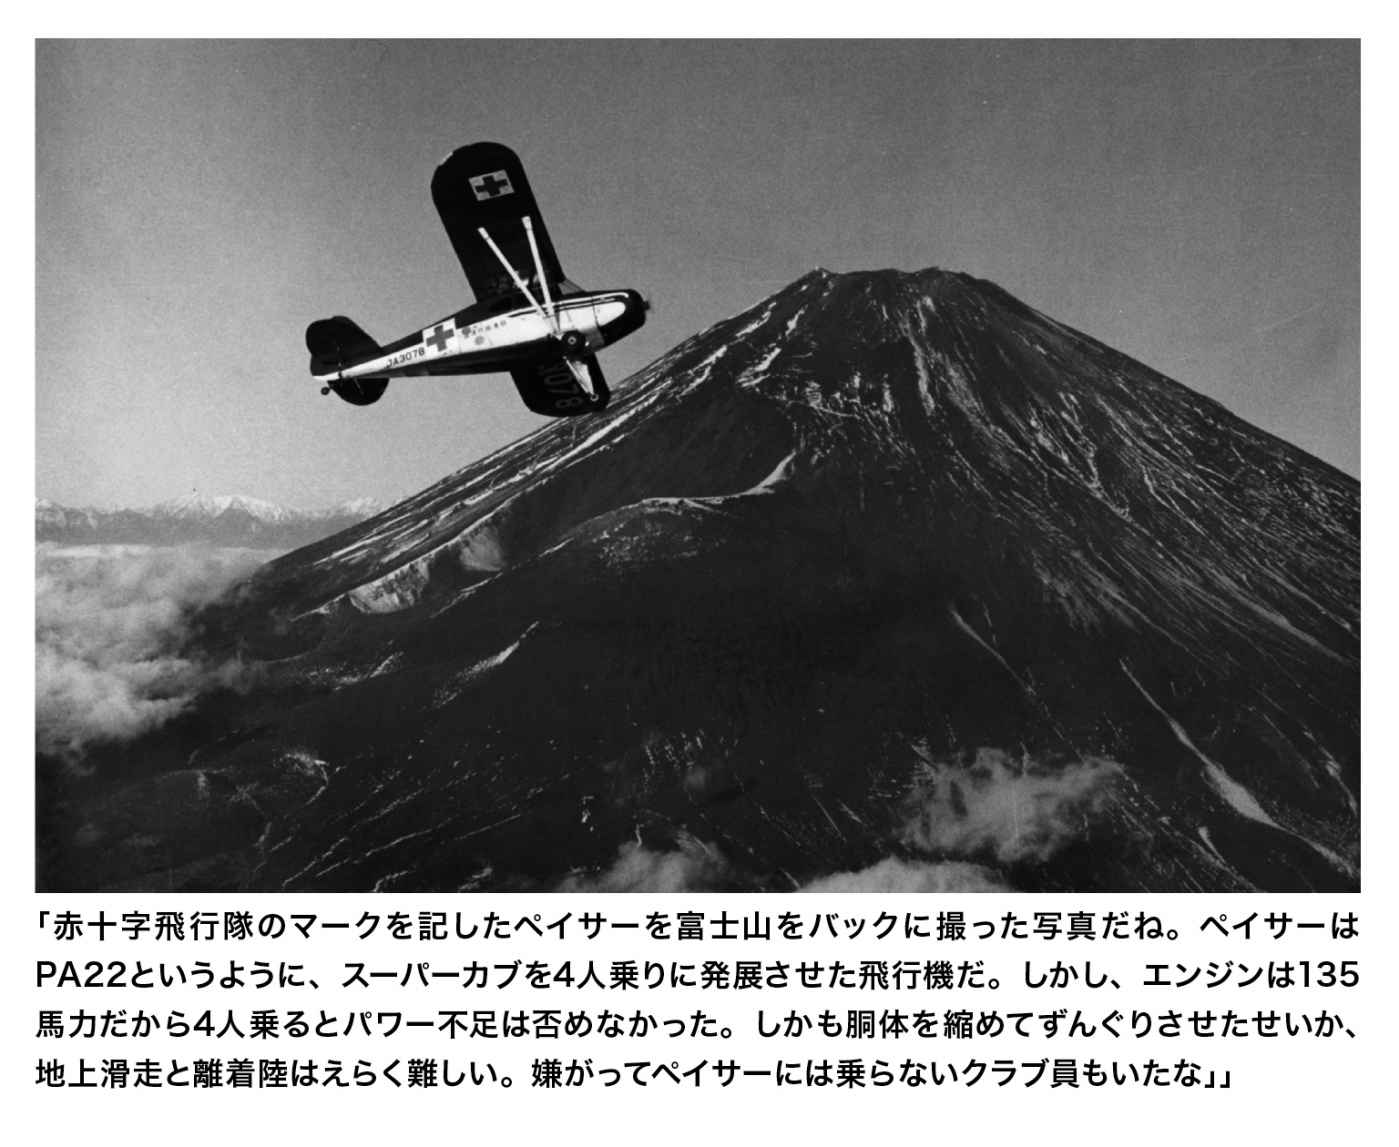 JA3078
3078
「赤十字飛行隊のマークを記したペイサーを富士山をバックに撮った写真だね。ペイサーは
PA22というように、スーパーカブを4人乗りに発展させた飛行機だ。しかし、エンジンは135
馬力だから4人乗るとパワー不足は否めなかった。しかも胴体を縮めてずんぐりさせたせいか、
地上滑走と離着陸はえらく難しい。嫌がってペイサーには乗らないクラブ員もいたな」」